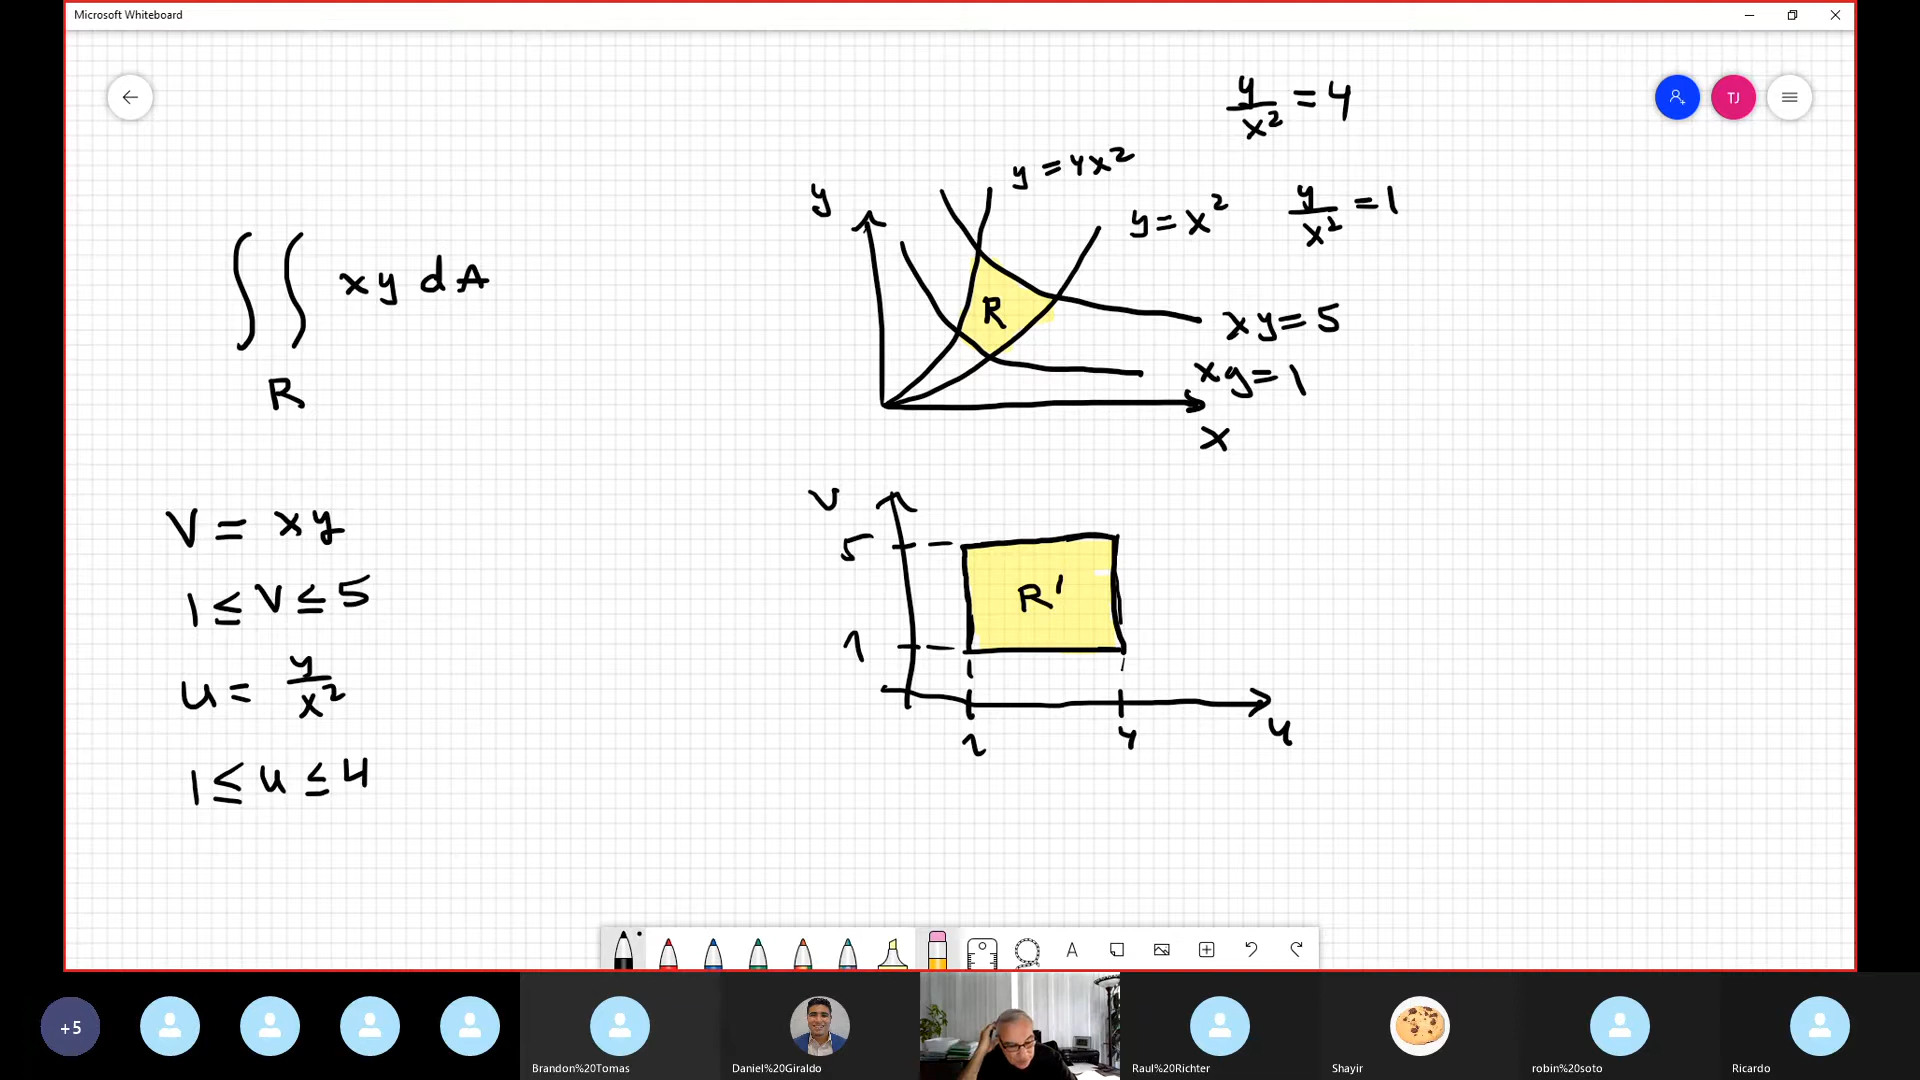 Microsoft Whiteboard
TJ
y/x² = 4
y = 4x²
y = x²
y/x² = 1
y
∫∫ xy dA
R
R
xy = 5
xy = 1
x
V = xy
1 ≤ V ≤ 5
u = y/x²
1 ≤ u ≤ 4
V
5
R'
1
1
4
u
A
+5
Brandon%20Tomas
Daniel%20Giraldo
Raul%20Richter
Shayir
robin%20soto
Ricardo